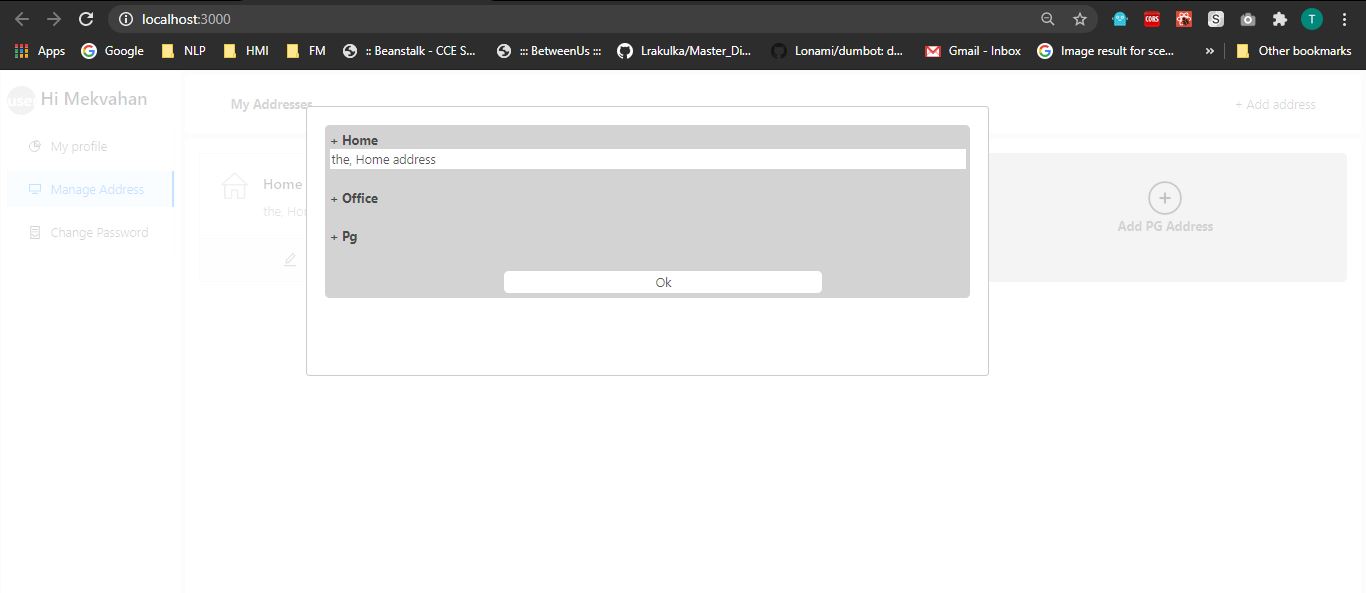 localhost:3000
CORS
S
T
Apps
Google
NLP
HMI
FM
:: Beanstalk - CCE S...
::: BetweenUs :::
Lrakulka/Master_Di...
Lonami/dumbot: d...
Gmail - Inbox
Image result for sce...
»
Other bookmarks
user Hi Mekvahan
My Addresses
+ Add address
My profile
Manage Address
Change Password
Home
the, Hor
+ Home
the, Home address
+ Office
+ Pg
Ok
Add PG Address